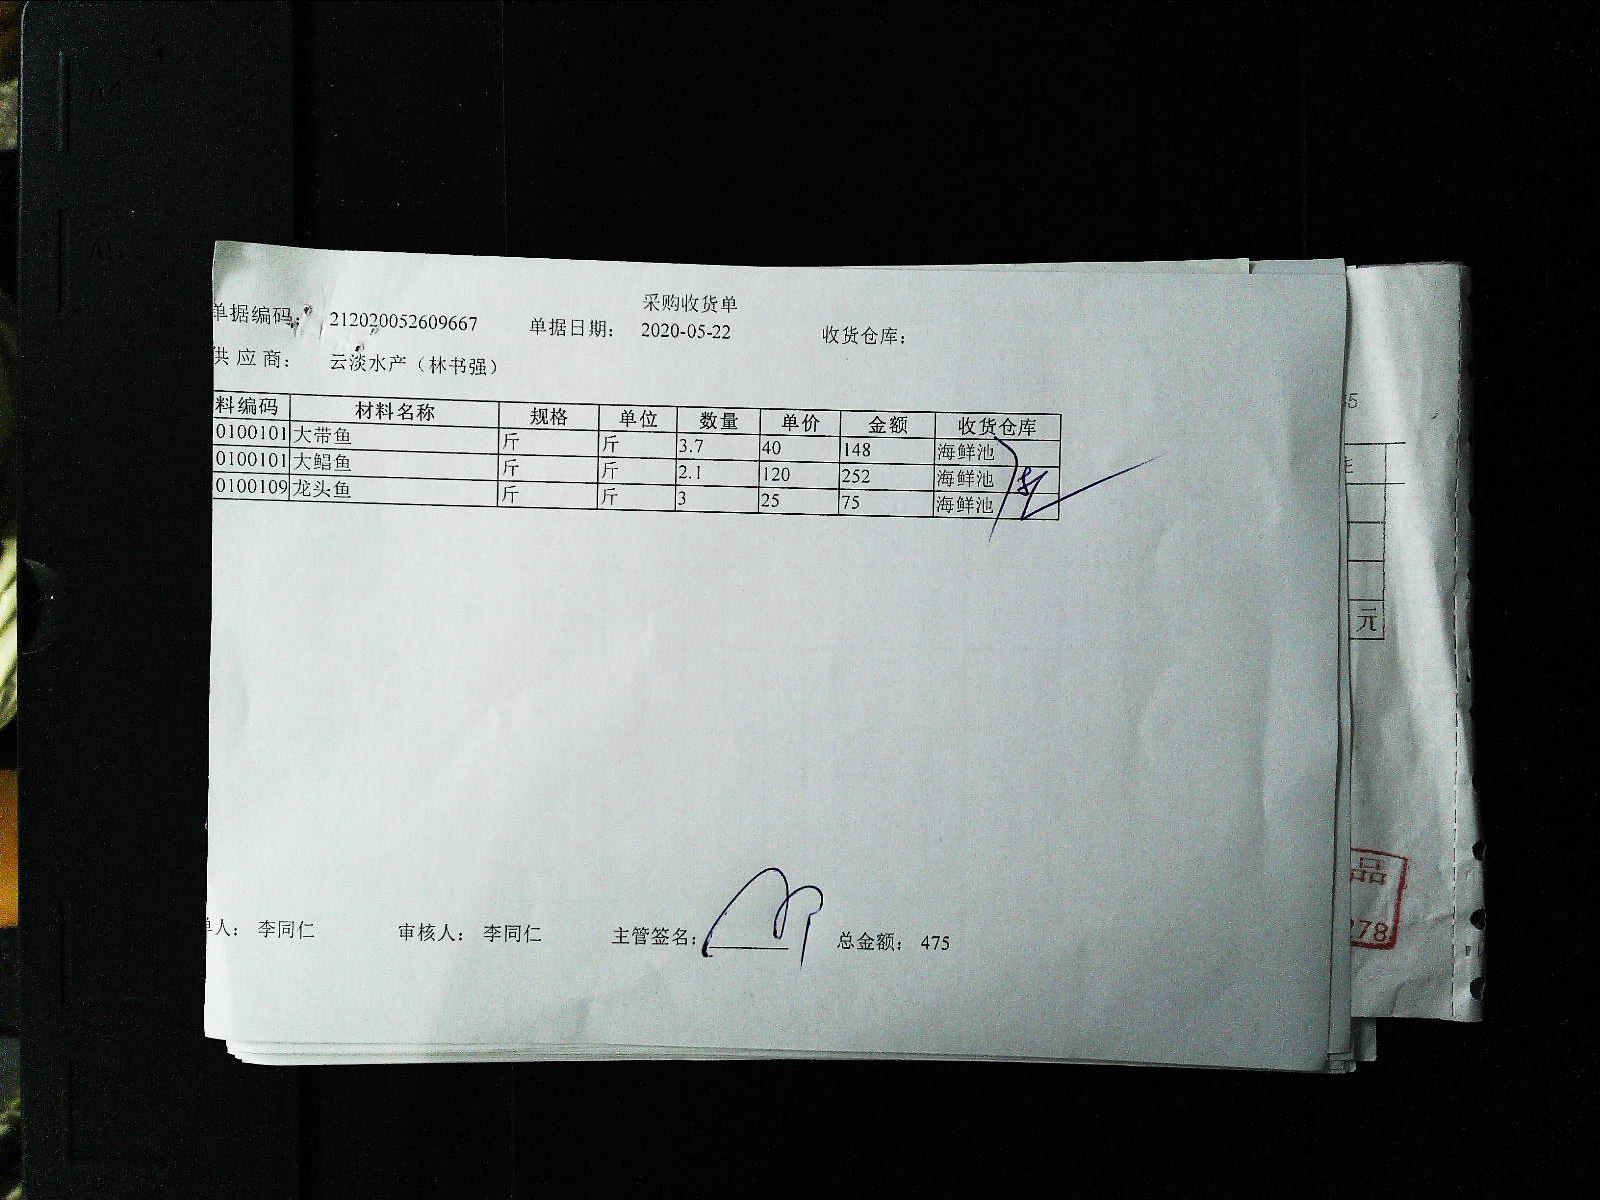 采购收货单
单据编码： 212020052609667 单据日期： 2020-05-22 收货仓库：
供应商： 云淡水产（林书强）
料编码 材料名称 规格 单位 数量 单价 金额 收货仓库
0100101 大带鱼 斤 斤 3.7 40 148 海鲜池
0100101 大鲳鱼 斤 斤 2.1 120 252 海鲜池
0100109 龙头鱼 斤 斤 3 25 75 海鲜池
单人： 李同仁 审核人： 李同仁 主管签名： 总金额： 475
元
品
278
A4
A5